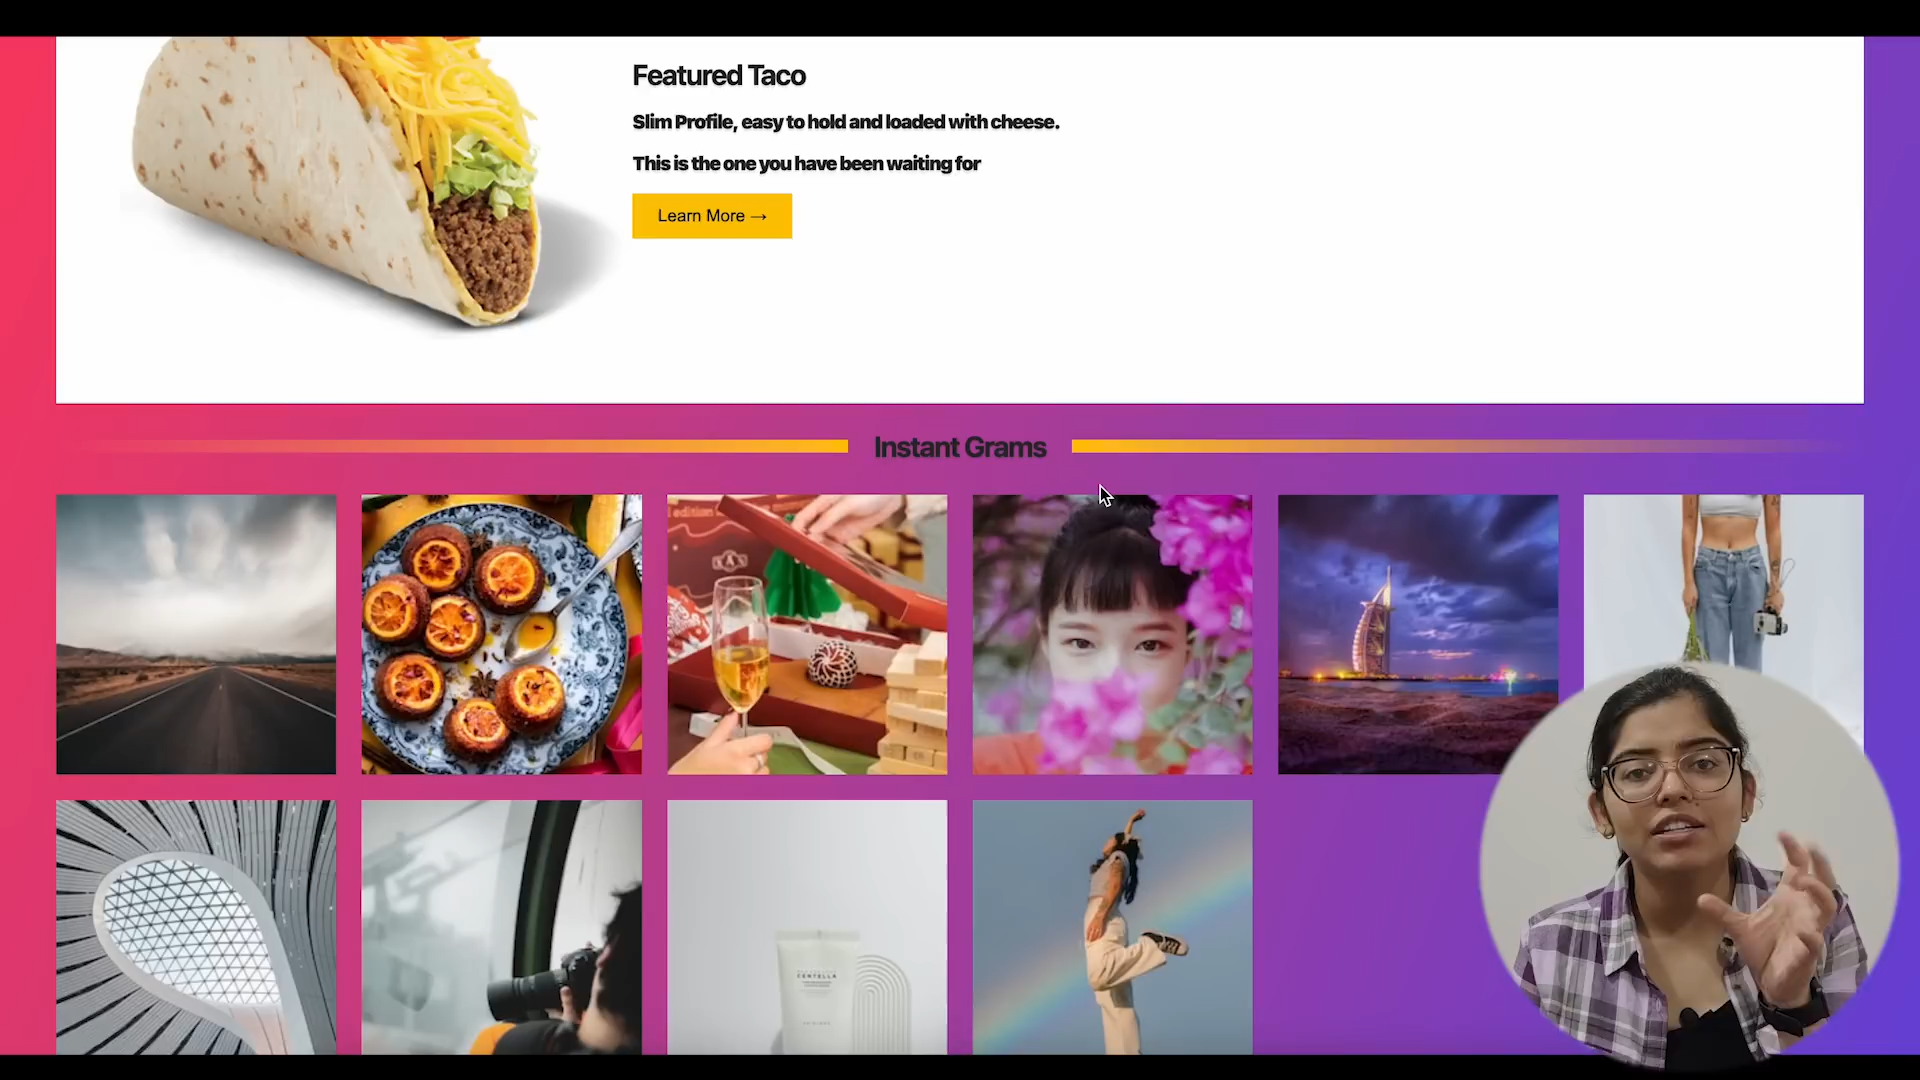 Featured Taco
Slim Profile, easy to hold and loaded with cheese.
This is the one you have been waiting for
Learn More →
Instant Grams
CENTELLA